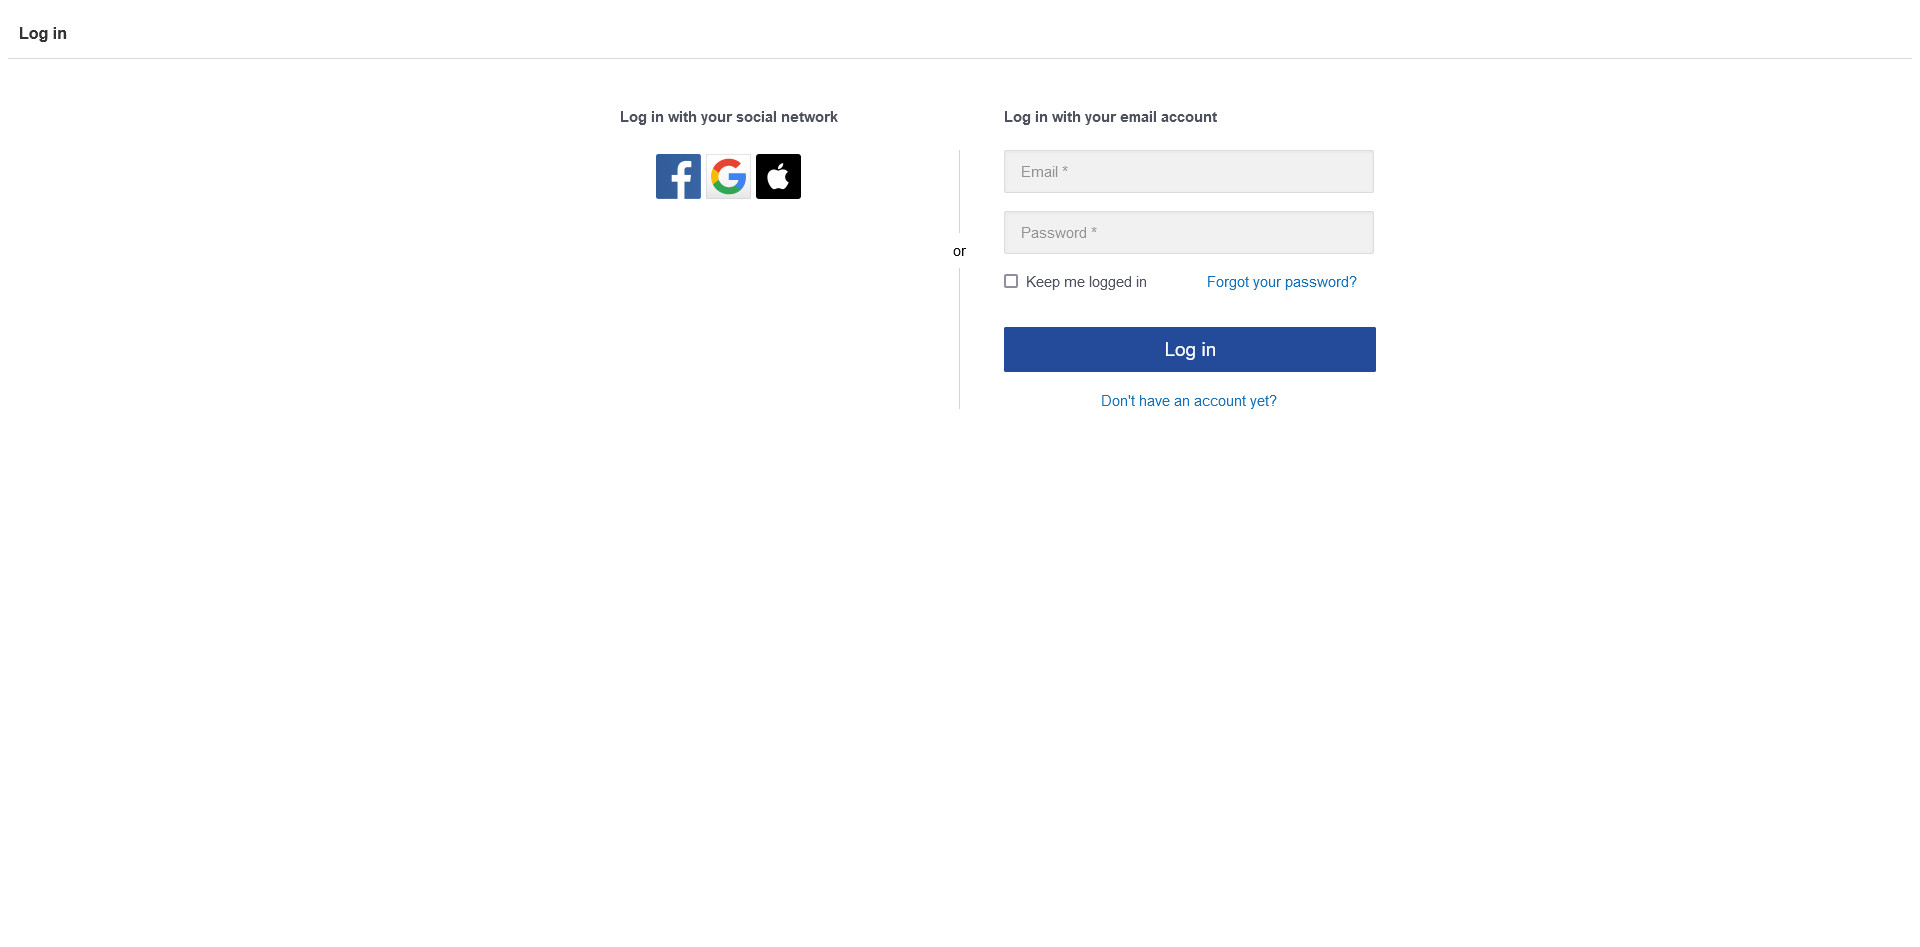 Log in
Log in with your social network
or
Log in with your email account
Email *
Password *
Keep me logged in
Forgot your password?
Log in
Don't have an account yet?